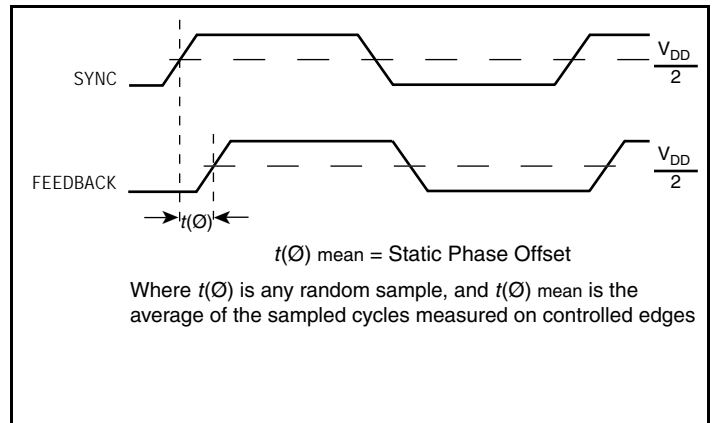 SYNC
V_DD
2
FEEDBACK
V_DD
2
t(Ø)
t(Ø) mean = Static Phase Offset
Where t(Ø) is any random sample, and t(Ø) mean is the
average of the sampled cycles measured on controlled edges